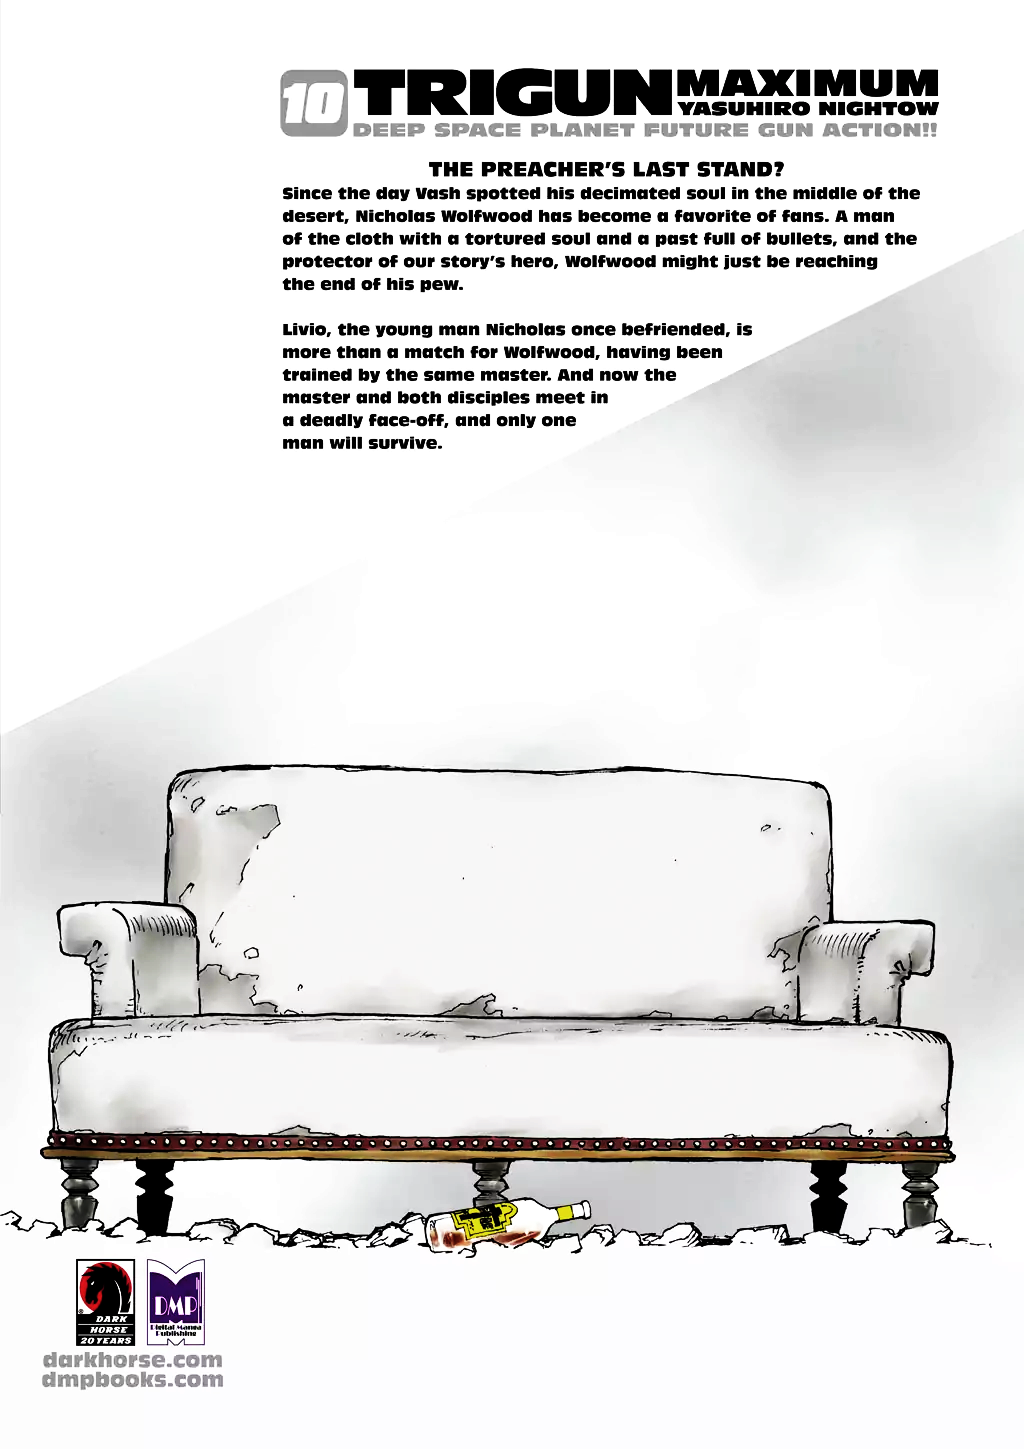 10 TRIGUN MAXIMUM
YASUHIRO NIGHTOW
DEEP SPACE PLANET FUTURE GUN ACTION!!
THE PREACHER'S LAST STAND?
Since the day Vash spotted his decimated soul in the middle of the
desert, Nicholas Wolfwood has become a favorite of fans. A man
of the cloth with a tortured soul and a past full of bullets, and the
protector of our story's hero, Wolfwood might just be reaching
the end of his pew.
Livio, the young man Nicholas once befriended, is
more than a match for Wolfwood, having been
trained by the same master. And now the
master and both disciples meet in
a deadly face-off, and only one
man will survive.
®
DARK
HORSE
20 YEARS
DMP
Digital Manga
Publishing
darkhorse.com
dmpbooks.com